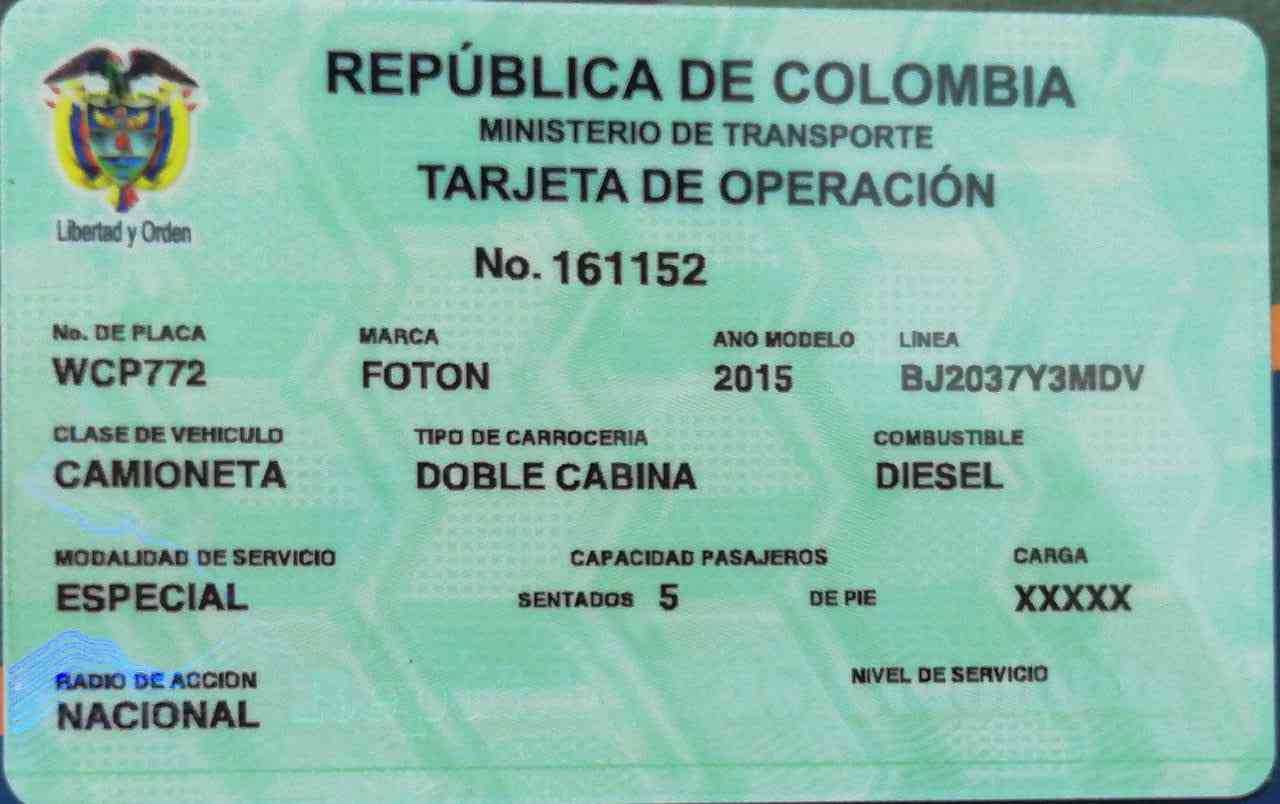 REPÚBLICA DE COLOMBIA
MINISTERIO DE TRANSPORTE
TARJETA DE OPERACIÓN
Libertad y Orden
No. 161152
No. DE PLACA MARCA ANO MODELO LÍNEA
WCP772 FOTON 2015 BJ2037Y3MDV
CLASE DE VEHICULO TIPO DE CARROCERIA COMBUSTIBLE
CAMIONETA DOBLE CABINA DIESEL
MODALIDAD DE SERVICIO CAPACIDAD PASAJEROS CARGA
ESPECIAL SENTADOS 5 DE PIE XXXXX
RADIO DE ACCION NIVEL DE SERVICIO
NACIONAL